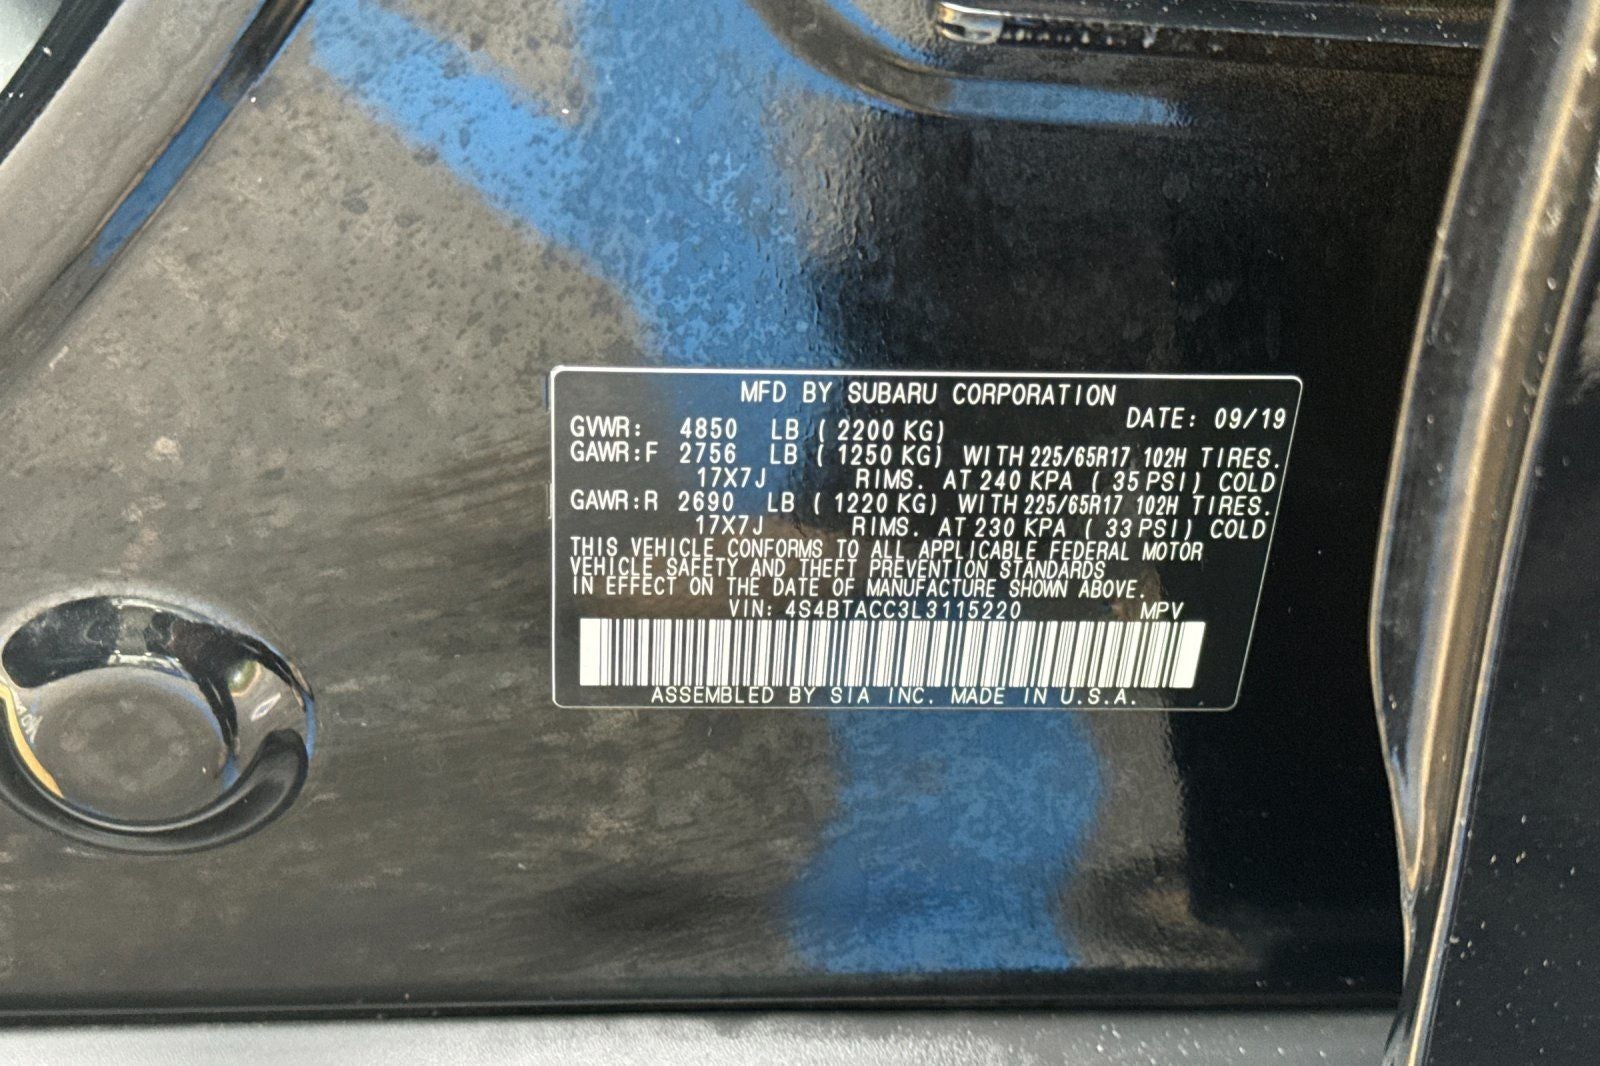 MFD BY SUBARU CORPORATION
DATE: 09/19
GVWR: 4850 LB ( 2200 KG)
GAWR:F 2756 LB ( 1250 KG) WITH 225/65R17 102H TIRES.
17X7J RIMS. AT 240 KPA ( 35 PSI) COLD
GAWR:R 2690 LB ( 1220 KG) WITH 225/65R17 102H TIRES.
17X7J RIMS. AT 230 KPA ( 33 PSI) COLD
THIS VEHICLE CONFORMS TO ALL APPLICABLE FEDERAL MOTOR
VEHICLE SAFETY AND THEFT PREVENTION STANDARDS
IN EFFECT ON THE DATE OF MANUFACTURE SHOWN ABOVE.
VIN: 4S4BTACC3L3115220 MPV
ASSEMBLED BY SIA INC. MADE IN U.S.A.